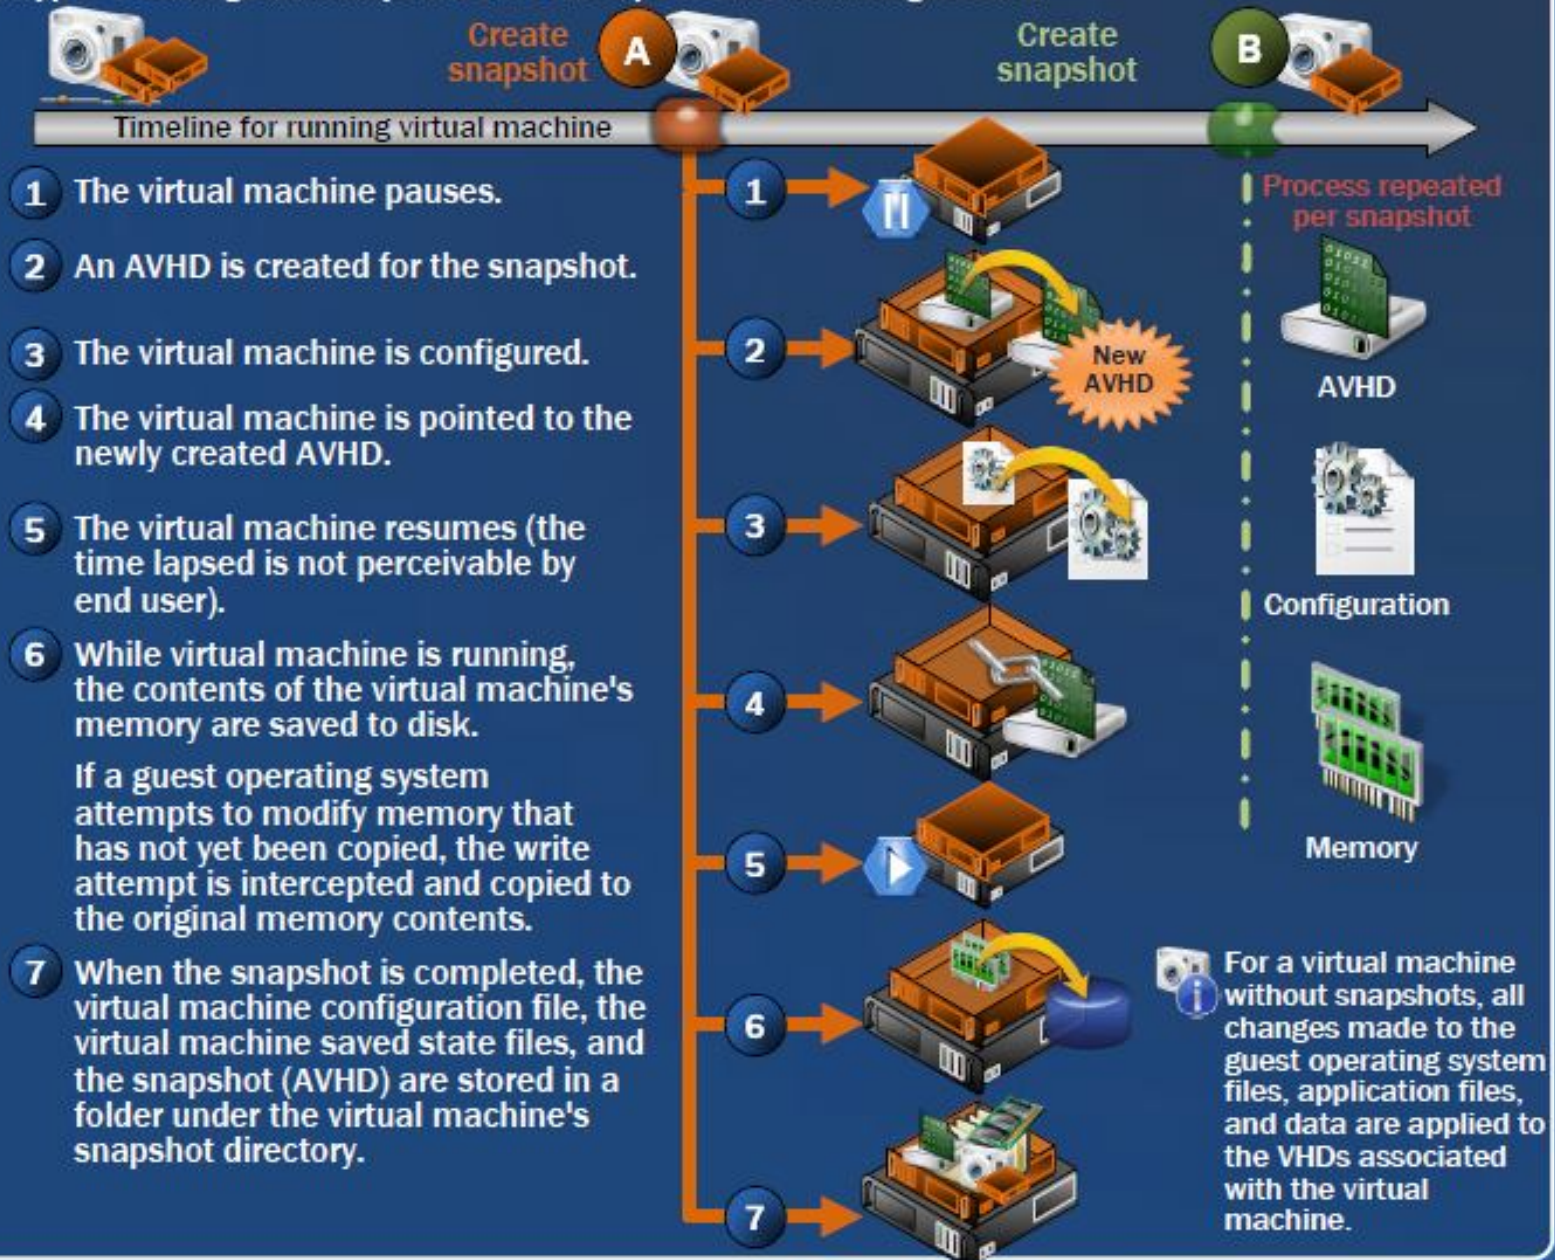 Create
snapshot
A
Create
snapshot
B
Timeline for running virtual machine
1 The virtual machine pauses.
2 An AVHD is created for the snapshot.
3 The virtual machine is configured.
4 The virtual machine is pointed to the
newly created AVHD.
5 The virtual machine resumes (the
time lapsed is not perceivable by
end user).
6 While virtual machine is running,
the contents of the virtual machine's
memory are saved to disk.
If a guest operating system
attempts to modify memory that
has not yet been copied, the write
attempt is intercepted and copied to
the original memory contents.
7 When the snapshot is completed, the
virtual machine configuration file, the
virtual machine saved state files, and
the snapshot (AVHD) are stored in a
folder under the virtual machine's
snapshot directory.
1
2
New
AVHD
3
4
5
6
7
Process repeated
per snapshot
AVHD
Configuration
Memory
For a virtual machine
without snapshots, all
changes made to the
guest operating system
files, application files,
and data are applied to
the VHDs associated
with the virtual
machine.